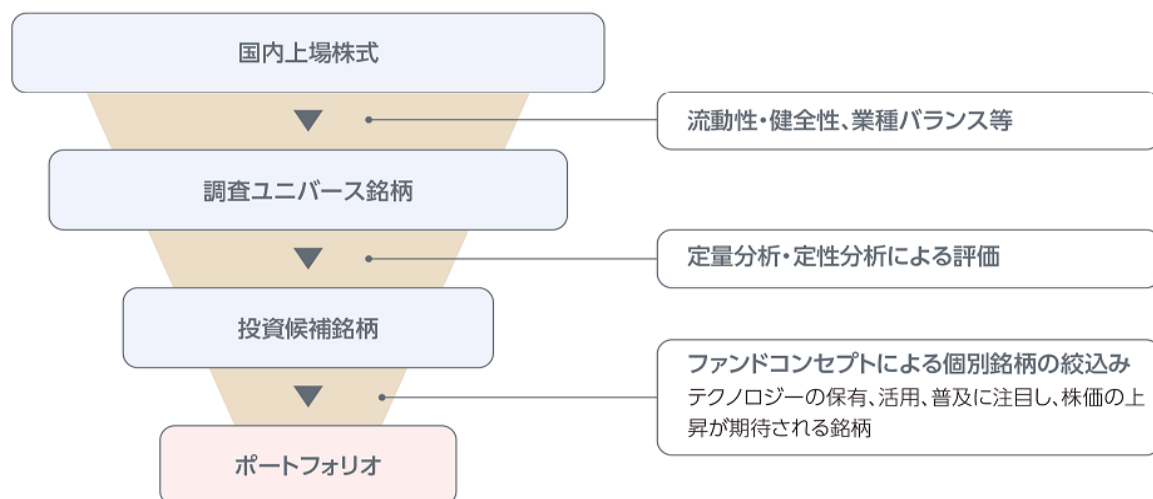 国内上場株式
流動性・健全性、業種バランス等
調査ユニバース銘柄
定量分析・定性分析による評価
投資候補銘柄
ファンドコンセプトによる個別銘柄の絞込み
テクノロジーの保有、活用、普及に注目し、株価の上
昇が期待される銘柄
ポートフォリオ